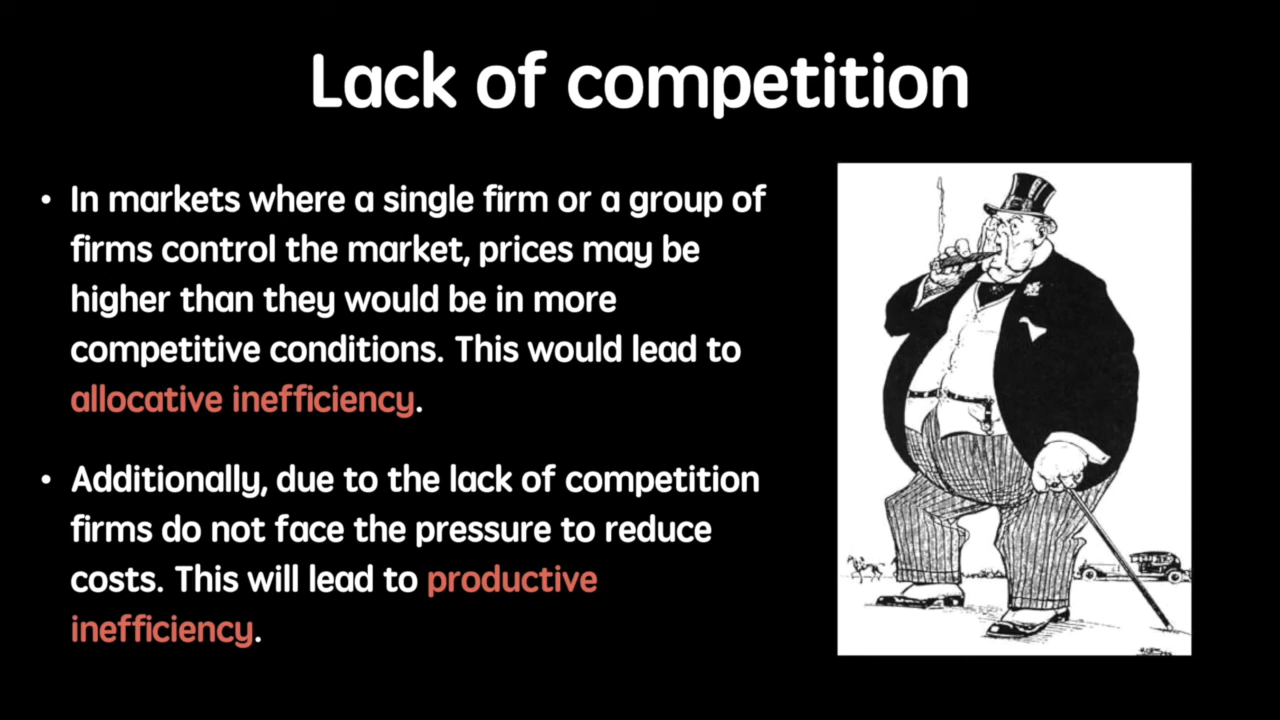 Lack of competition
• In markets where a single firm or a group of
firms control the market, prices may be
higher than they would be in more
competitive conditions. This would lead to
allocative inefficiency.
• Additionally, due to the lack of competition
firms do not face the pressure to reduce
costs. This will lead to productive
inefficiency.